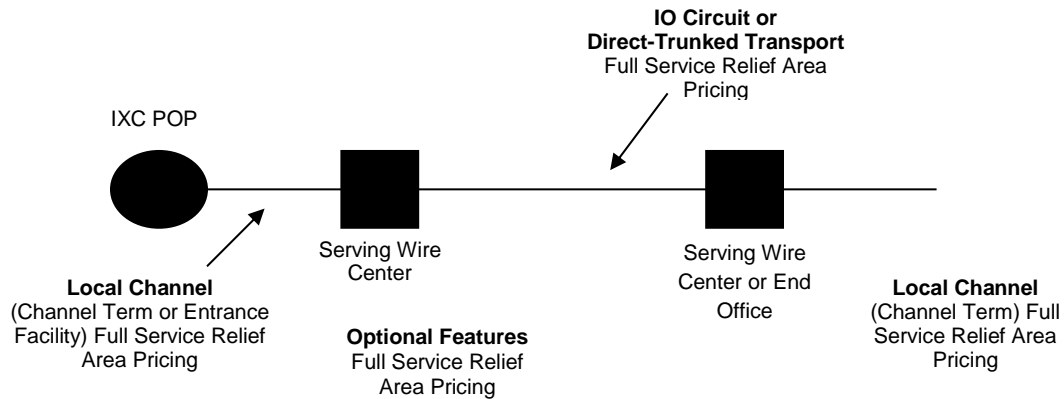 IO Circuit or
Direct-Trunked Transport
Full Service Relief Area
Pricing
IXC POP
Serving Wire
Center
Serving Wire
Center or End
Office
Local Channel
(Channel Term or Entrance
Facility) Full Service Relief
Area Pricing
Optional Features
Full Service Relief
Area Pricing
Local Channel
(Channel Term) Full
Service Relief Area
Pricing